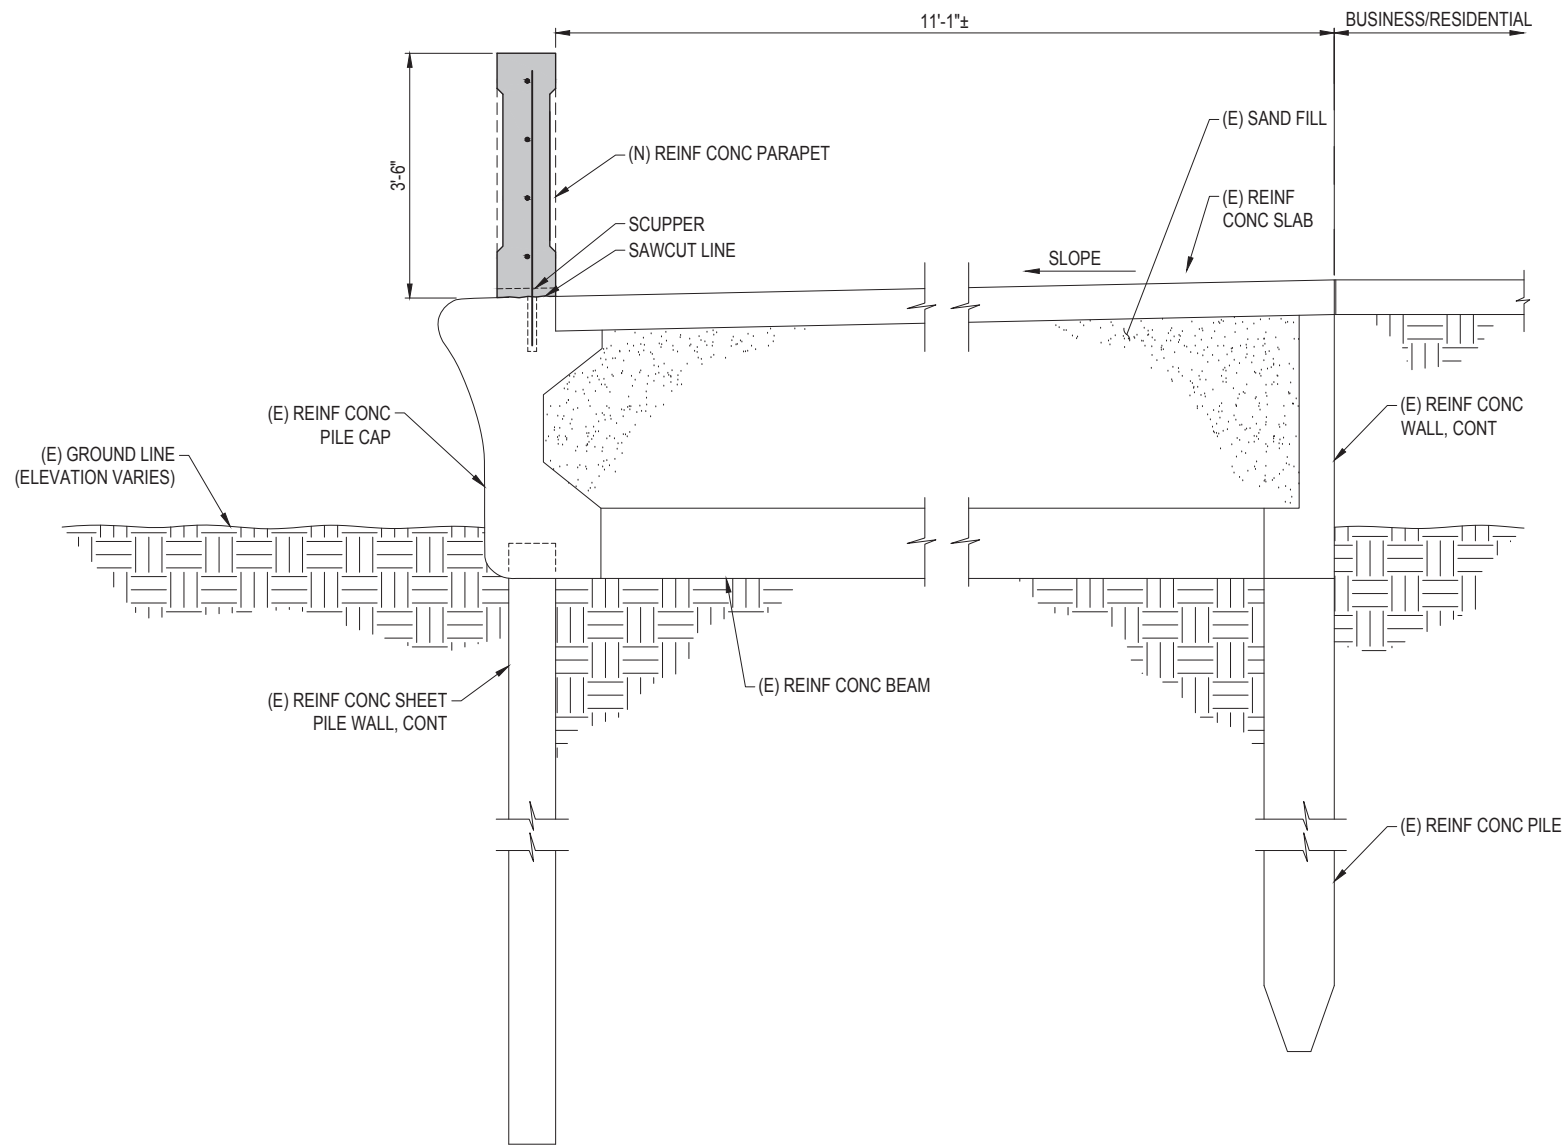 11'-1"±
BUSINESS/RESIDENTIAL
3'-6"
(E) SAND FILL
(N) REINF CONC PARAPET
(E) REINF
CONC SLAB
SCUPPER
SAWCUT LINE
SLOPE
(E) REINF CONC
PILE CAP
(E) REINF CONC
WALL, CONT
(E) GROUND LINE
(ELEVATION VARIES)
(E) REINF CONC BEAM
(E) REINF CONC SHEET
PILE WALL, CONT
(E) REINF CONC PILE